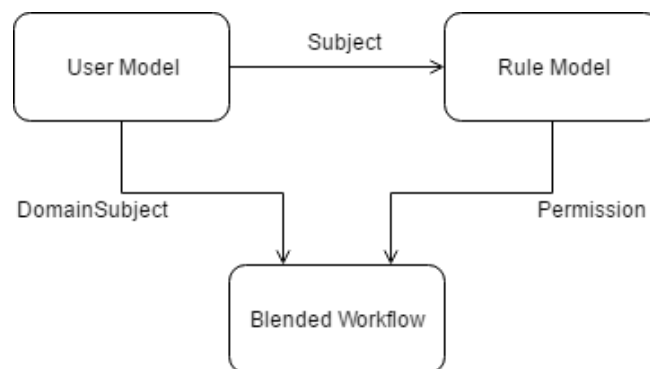 Subject
User Model
Rule Model
DomainSubject
Permission
Blended Workflow